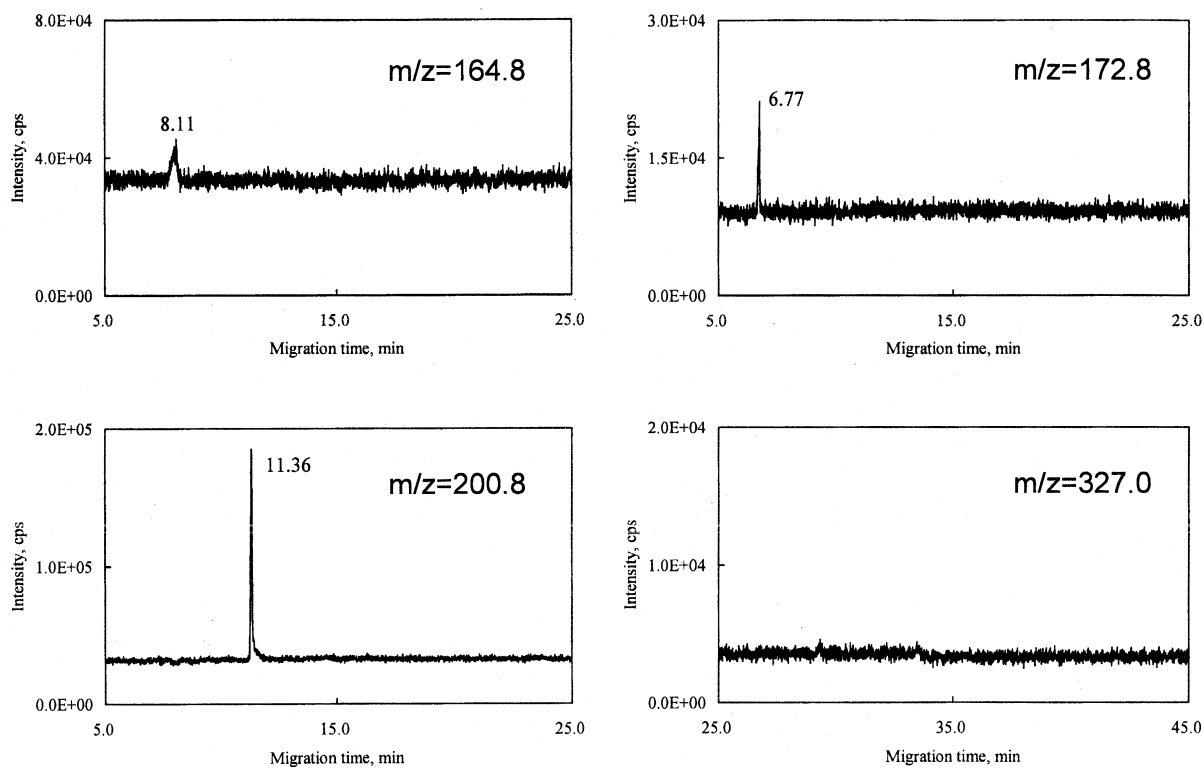 8.0E+04
m/z=164.8
8.11
4.0E+04
Intensity, cps
0.0E+00
5.0 15.0 25.0
Migration time, min
3.0E+04
m/z=172.8
6.77
1.5E+04
Intensity, cps
0.0E+00
5.0 15.0 25.0
Migration time, min
2.0E+05
11.36
m/z=200.8
1.0E+05
Intensity, cps
0.0E+00
5.0 15.0 25.0
Migration time, min
2.0E+04
m/z=327.0
1.0E+04
Intensity, cps
0.0E+00
25.0 35.0 45.0
Migration time, min